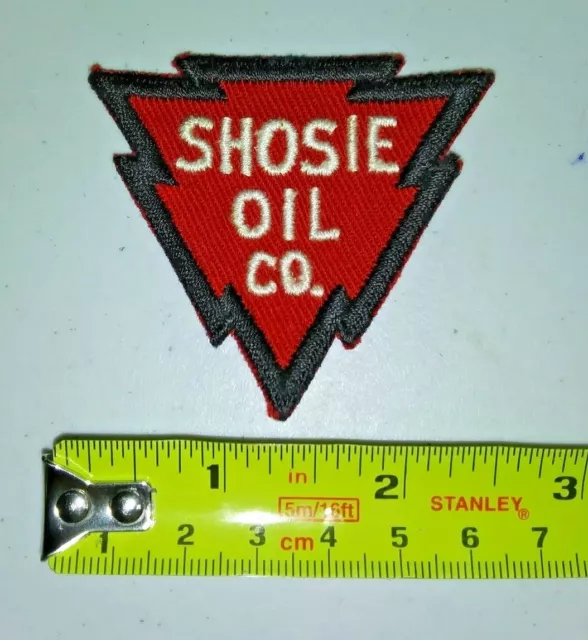 SHOSIE
OIL
CO.
1 in 2 3
5m/16ft STANLEY®
1 2 3 cm 4 5 6 7